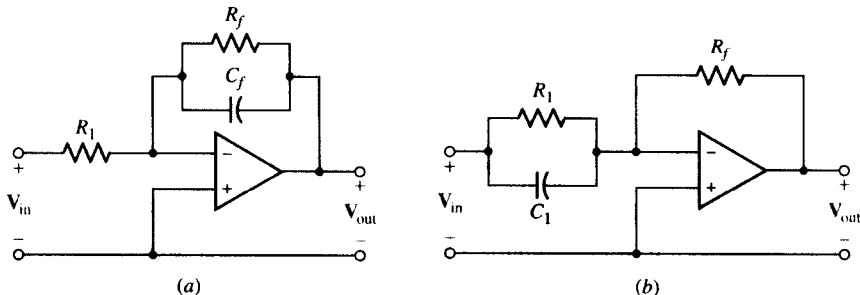 R_f
C_f
R_1
−
+
+
V_in
−
+
V_out
−
(a)
R_f
R_1
C_1
−
+
+
V_in
−
+
V_out
−
(b)